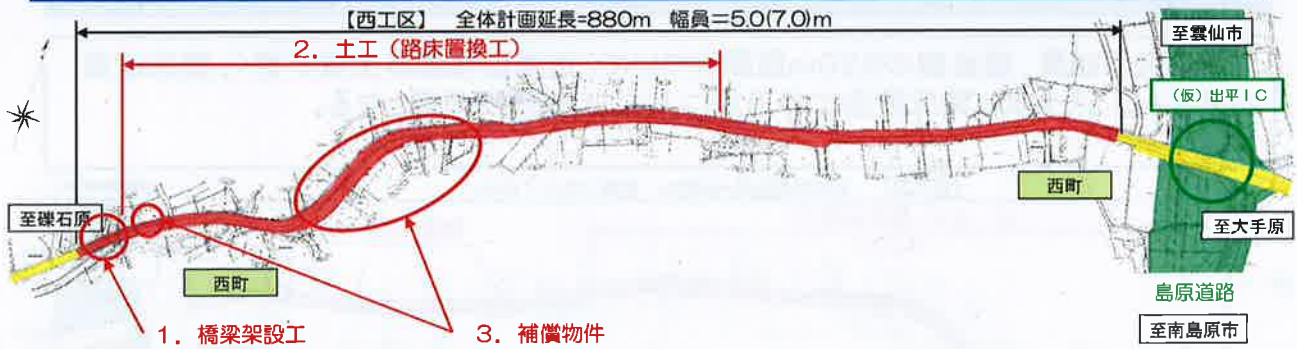 【西工区】 全体計画延長=880m 幅員=5.0(7.0)m
2. 土工(路床置換工)
至雲仙市
(仮)出平IC
西町
至礫石原
至大手原
西町
島原道路
1. 橋梁架設工
3. 補償物件
至南島原市